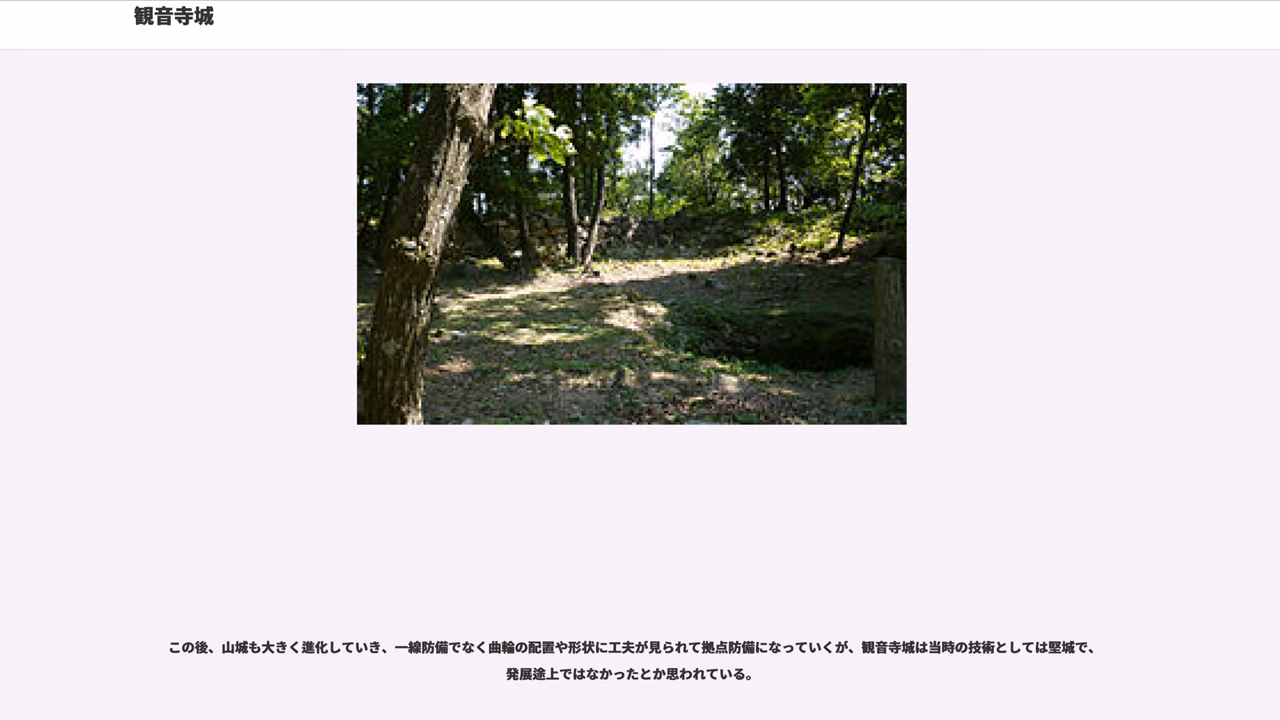 観音寺城
この後、山城も大きく進化していき、一線防備でなく曲輪の配置や形状に工夫が見られて拠点防備になっていくが、観音寺城は当時の技術としては堅城で、
発展途上ではなかったとか思われている。